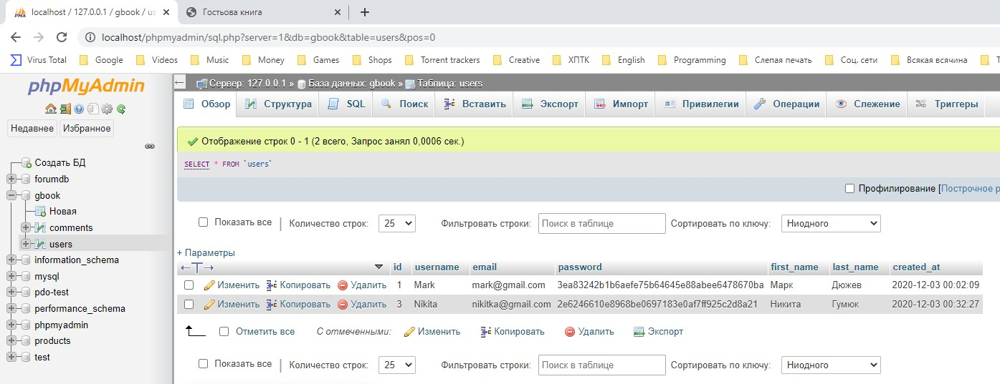 localhost / 127.0.0.1 / gbook / us
Гостьова книга
localhost/phpmyadmin/sql.php?server=1&db=gbook&table=users&pos=0
Virus Total Google Videos Music Money Games Shops Torrent trackers Creative ХПТК English Programming Слепая печать Соц. сети Всякая всячина
phpMyAdmin
Недавнее Избранное
Создать БД
forumdb
gbook
Новая
comments
users
information_schema
mysql
pdo-test
performance_schema
phpmyadmin
products
test
Сервер: 127.0.0.1 » База данных: gbook » Таблица: users
Обзор Структура SQL Поиск Вставить Экспорт Импорт Привилегии Операции Слежение Триггеры
Отображение строк 0 - 1 (2 всего, Запрос занял 0,0006 сек.)
SELECT * FROM `users`
Профилирование [Построчное р
Показать все Количество строк: 25 Фильтровать строки: Поиск в таблице Сортировать по ключу: Ниодного
+ Параметры
←T→ id username email password first_name last_name created_at
Изменить Копировать Удалить 1 Mark mark@gmail.com 3ea83242b1b6aefe75b64645e88abee6478670ba Марк Дюжев 2020-12-03 00:02:09
Изменить Копировать Удалить 3 Nikita nikitka@gmail.com 2e6246610e8968be0697183e0af7ff925c2d8a21 Никита Гумюк 2020-12-03 00:32:27
Отметить все С отмеченными: Изменить Копировать Удалить Экспорт
Показать все Количество строк: 25 Фильтровать строки: Поиск в таблице Сортировать по ключу: Ниодного